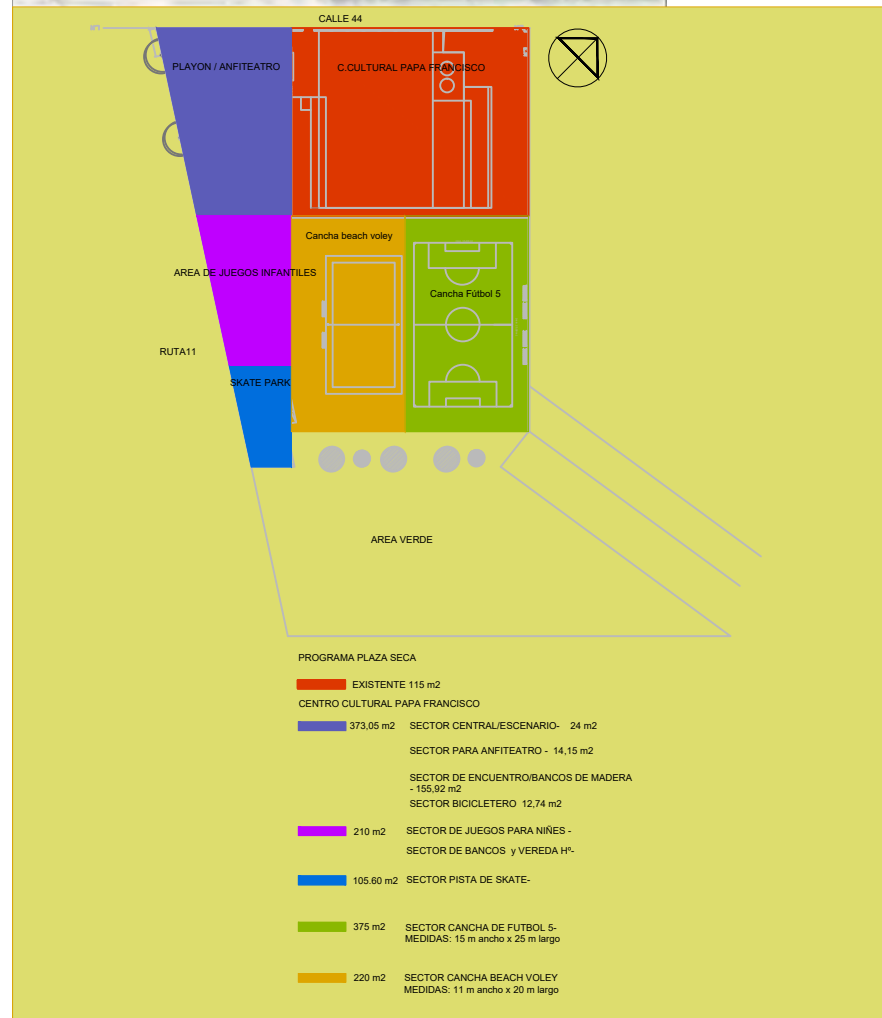 CALLE 44
PLAYON / ANFITEATRO
C.CULTURAL PAPA FRANCISCO
Cancha beach voley
AREA DE JUEGOS INFANTILES
Cancha Fútbol 5
RUTA11
SKATE PARK
AREA VERDE
PROGRAMA PLAZA SECA
EXISTENTE 115 m2
CENTRO CULTURAL PAPA FRANCISCO
373,05 m2 SECTOR CENTRAL/ESCENARIO- 24 m2
SECTOR PARA ANFITEATRO - 14,15 m2
SECTOR DE ENCUENTRO/BANCOS DE MADERA
- 155,92 m2
SECTOR BICICLETERO 12,74 m2
210 m2 SECTOR DE JUEGOS PARA NIÑES -
SECTOR DE BANCOS y VEREDA Hº-
105.60 m2 SECTOR PISTA DE SKATE-
375 m2 SECTOR CANCHA DE FUTBOL 5-
MEDIDAS: 15 m ancho x 25 m largo
220 m2 SECTOR CANCHA BEACH VOLEY
MEDIDAS: 11 m ancho x 20 m largo